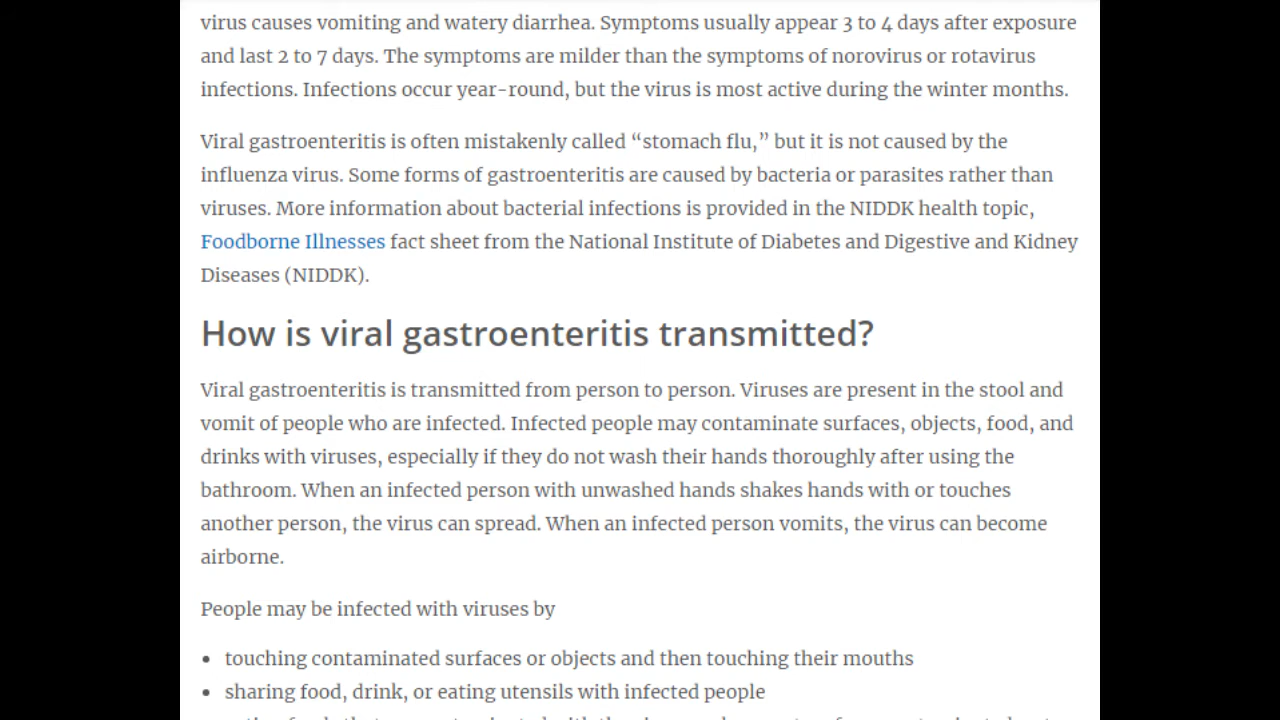 virus causes vomiting and watery diarrhea. Symptoms usually appear 3 to 4 days after exposure
and last 2 to 7 days. The symptoms are milder than the symptoms of norovirus or rotavirus
infections. Infections occur year-round, but the virus is most active during the winter months.
Viral gastroenteritis is often mistakenly called “stomach flu,” but it is not caused by the
influenza virus. Some forms of gastroenteritis are caused by bacteria or parasites rather than
viruses. More information about bacterial infections is provided in the NIDDK health topic,
Foodborne Illnesses fact sheet from the National Institute of Diabetes and Digestive and Kidney
Diseases (NIDDK).
How is viral gastroenteritis transmitted?
Viral gastroenteritis is transmitted from person to person. Viruses are present in the stool and
vomit of people who are infected. Infected people may contaminate surfaces, objects, food, and
drinks with viruses, especially if they do not wash their hands thoroughly after using the
bathroom. When an infected person with unwashed hands shakes hands with or touches
another person, the virus can spread. When an infected person vomits, the virus can become
airborne.
People may be infected with viruses by
• touching contaminated surfaces or objects and then touching their mouths
• sharing food, drink, or eating utensils with infected people